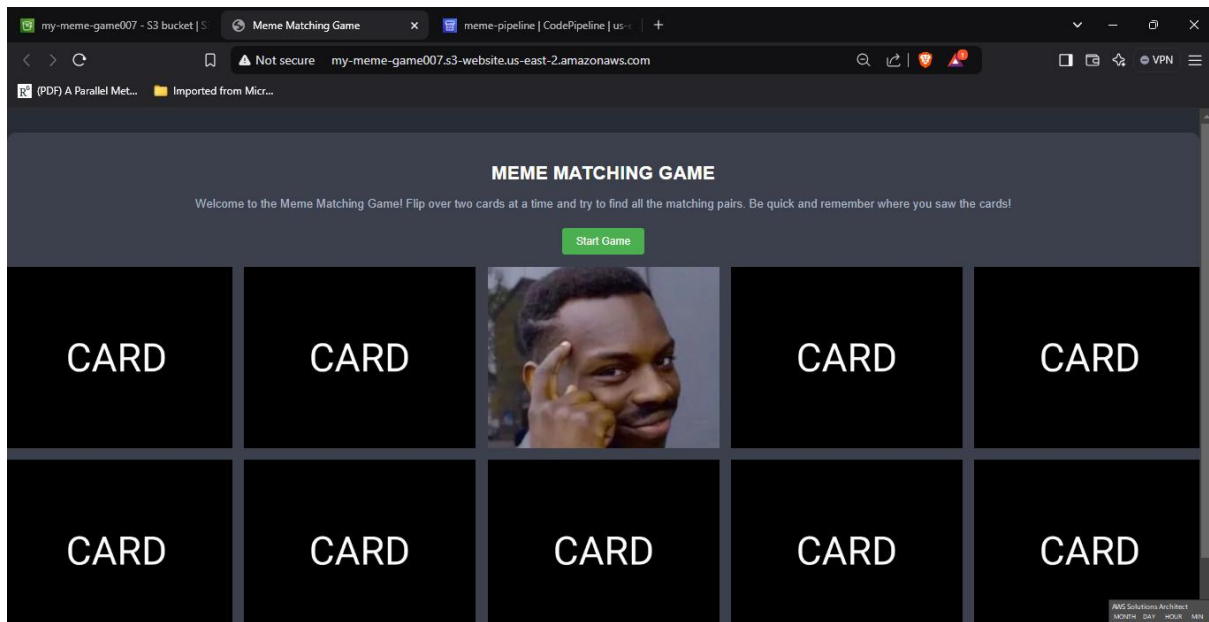 my-meme-game007 - S3 bucket | S
Meme Matching Game
meme-pipeline | CodePipeline | us-
Not secure my-meme-game007.s3-website.us-east-2.amazonaws.com
VPN
(PDF) A Parallel Met...
Imported from Micr...
MEME MATCHING GAME
Welcome to the Meme Matching Game! Flip over two cards at a time and try to find all the matching pairs. Be quick and remember where you saw the cards!
Start Game
CARD CARD CARD CARD
CARD CARD CARD CARD CARD
AWS Solutions Architect
MONTH DAY HOUR MIN